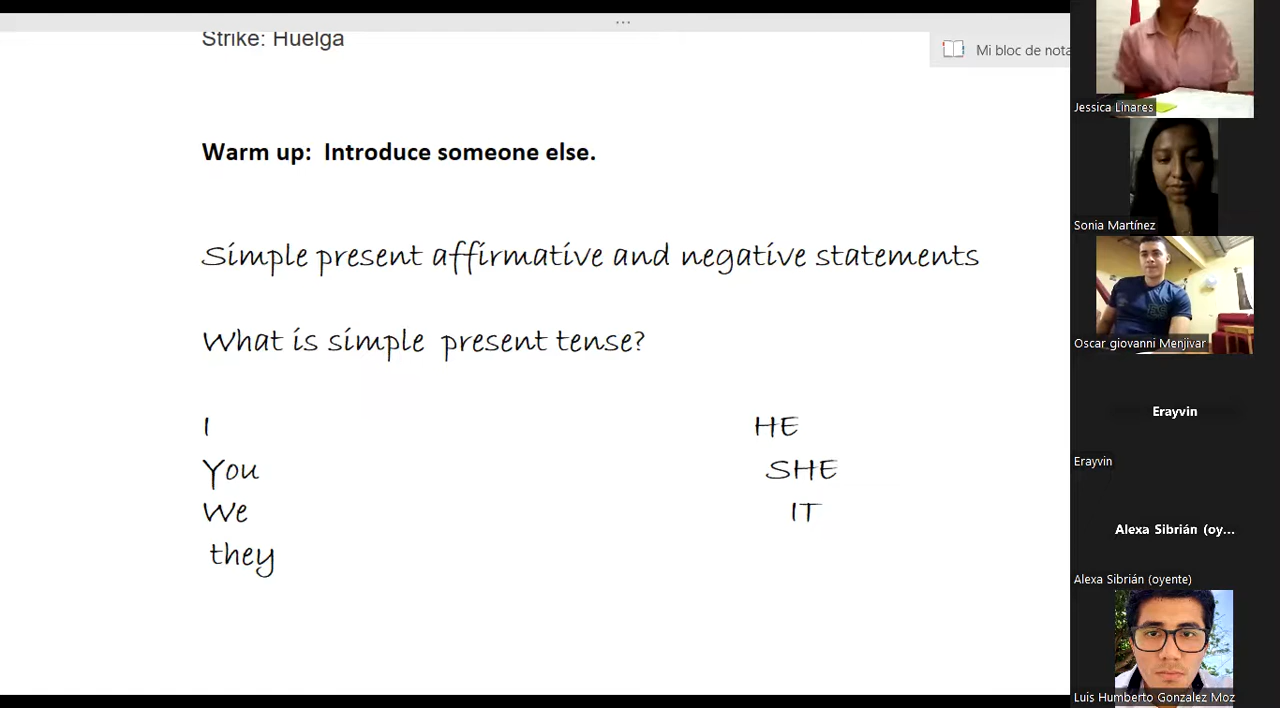 Strike: Huelga
Mi bloc de nota
Warm up: Introduce someone else.
Simple present affirmative and negative statements
What is simple present tense?
I
You
We
they
HE
SHE
IT
Jessica Linares
Sonia Martínez
Oscar giovanni Menjivar
Erayvin
Erayvin
Alexa Sibrián (oy...
Alexa Sibrián (oyente)
Luis Humberto Gonzalez Moz